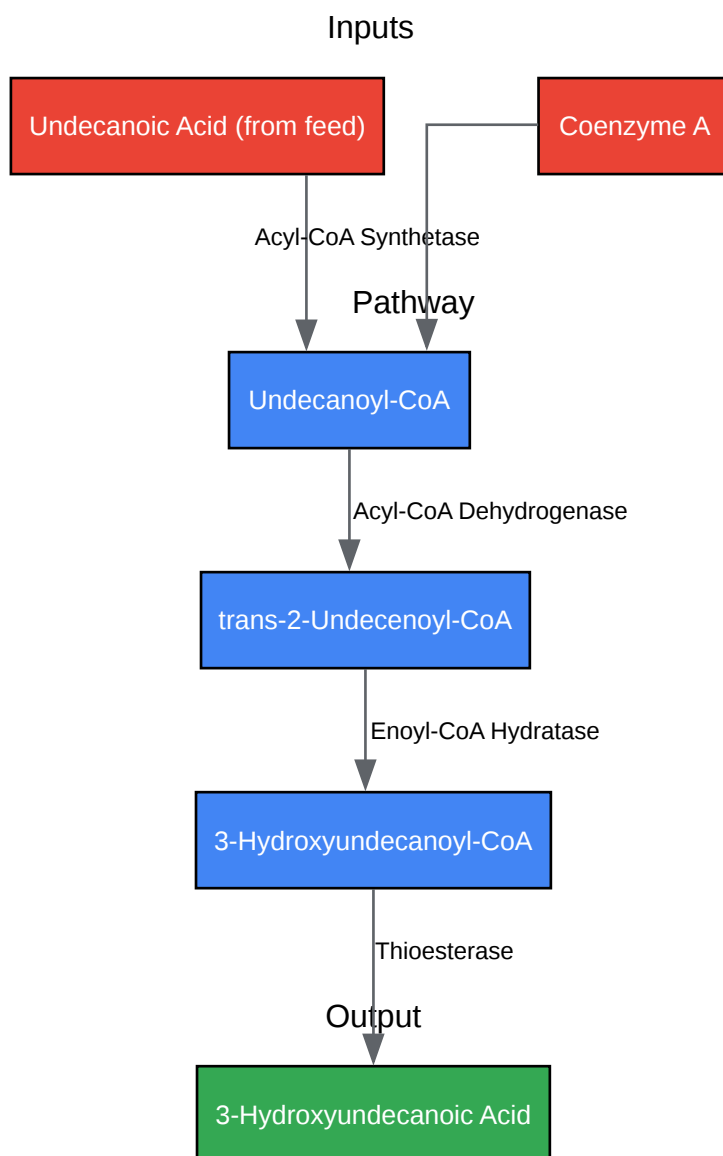 Inputs
Undecanoic Acid (from feed)
Coenzyme A
Acyl-CoA Synthetase
Pathway
Undecanoyl-CoA
Acyl-CoA Dehydrogenase
trans-2-Undecenoyl-CoA
Enoyl-CoA Hydratase
3-Hydroxyundecanoyl-CoA
Thioesterase
Output
3-Hydroxyundecanoic Acid